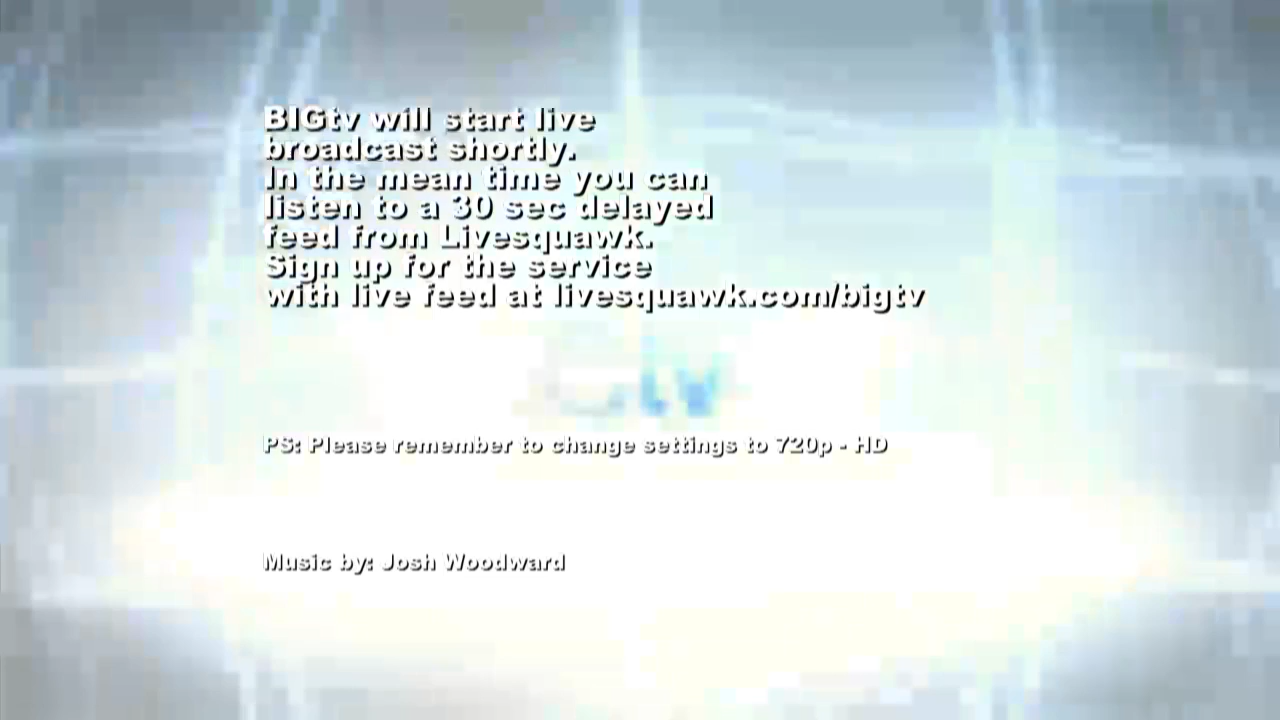 BIGtv will start live
broadcast shortly.
In the mean time you can
listen to a 30 sec delayed
feed from Livesquawk.
Sign up for the service
with live feed at livesquawk.com/bigtv
tv
PS: Please remember to change settings to 720p - HD
Music by: Josh Woodward